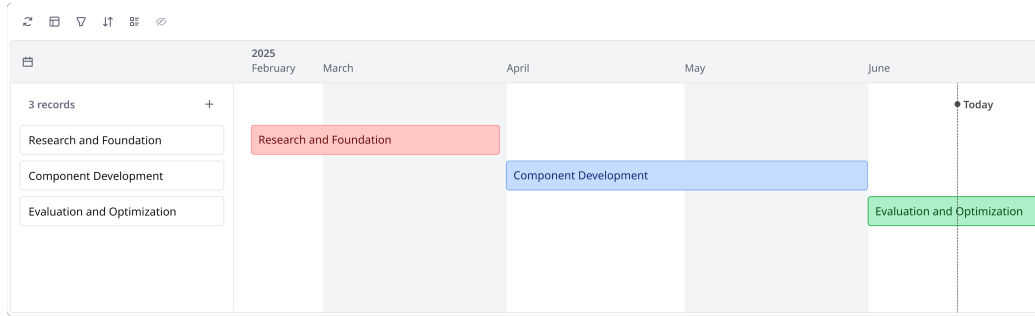 2025
February March April May June
3 records Today
Research and Foundation Research and Foundation
Component Development Component Development
Evaluation and Optimization Evaluation and Optimization